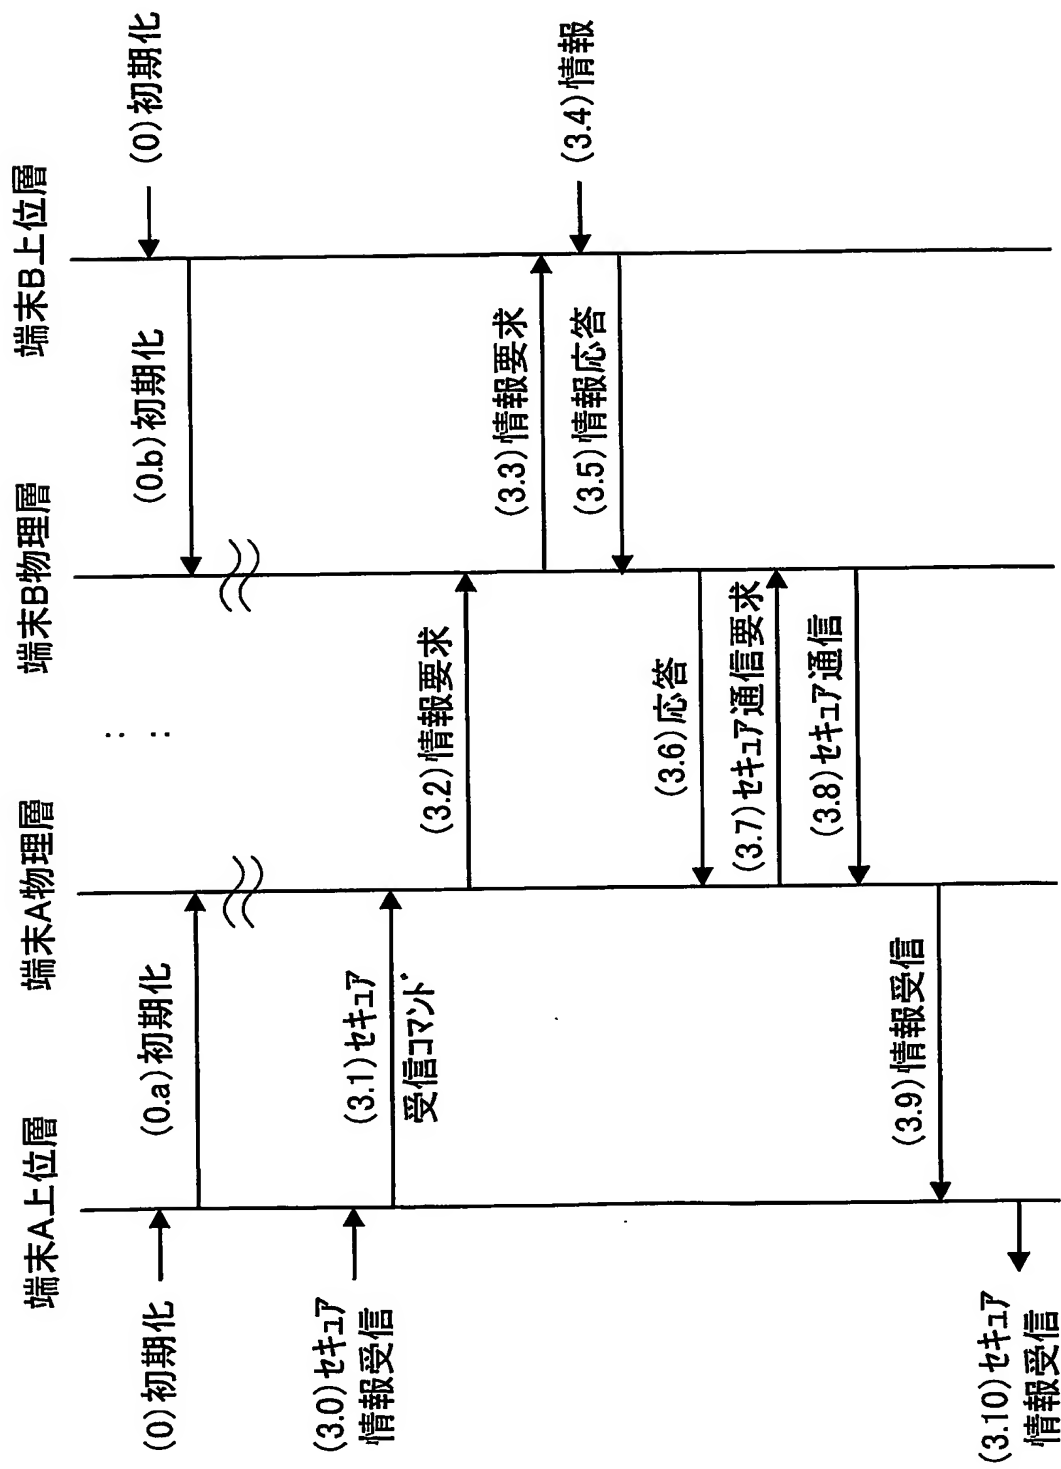 端末A上位層
端末A物理層
端末B物理層
端末B上位層
(0)初期化
(0.a)初期化
(0.b)初期化
(0)初期化
:
:
(3.0)セキュア
情報受信
(3.1)セキュア
受信コマンド
(3.2)情報要求
(3.3)情報要求
(3.4)情報
(3.5)情報応答
(3.6)応答
(3.7)セキュア通信要求
(3.8)セキュア通信
(3.9)情報受信
(3.10)セキュア
情報受信